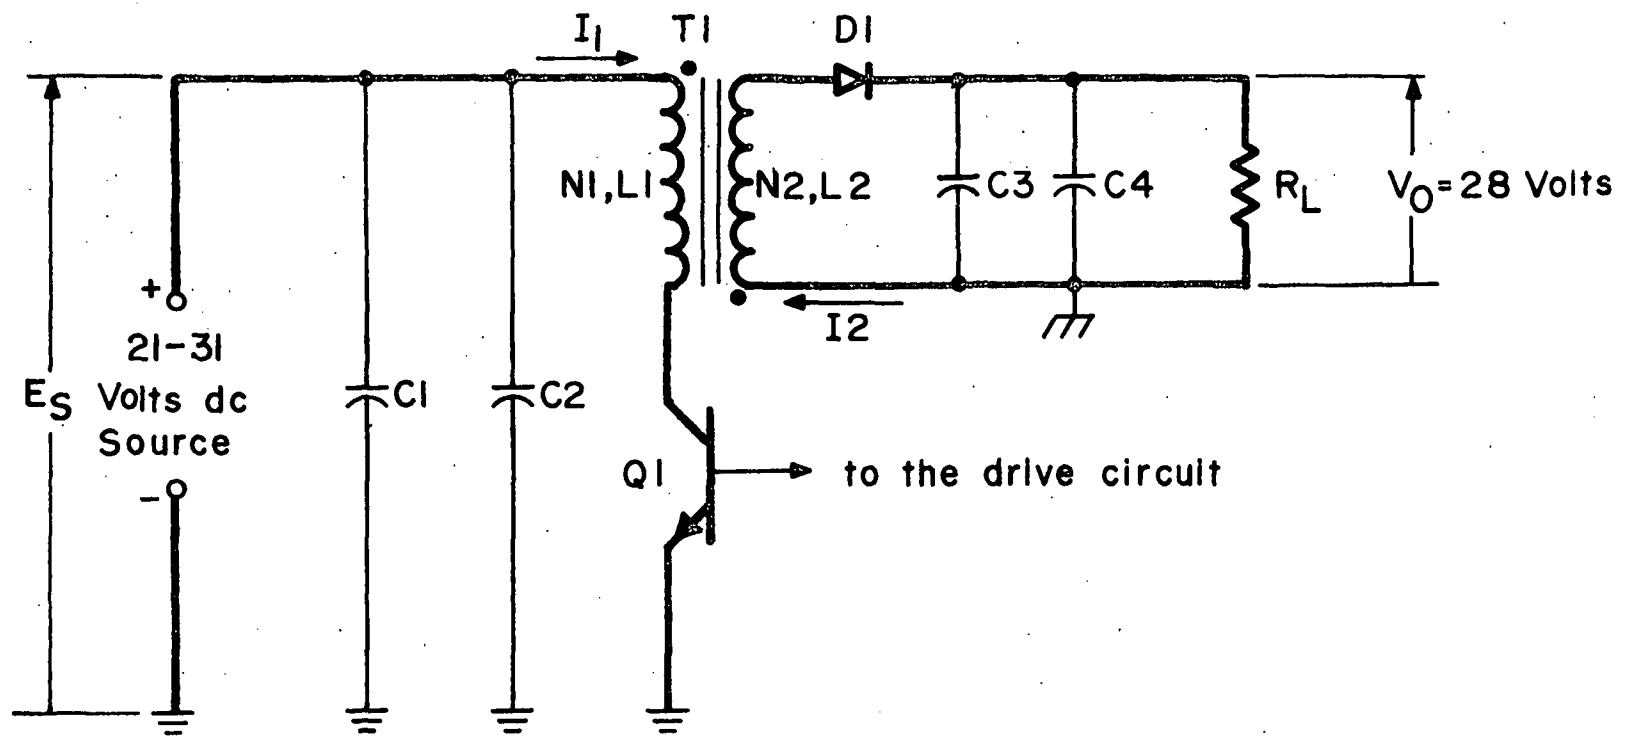 I1
T1
D1
N1,L1
N2,L2
C3
C4
RL
VO=28 Volts
+
I2
21-31
ES
Volts dc
C1
C2
Source
-
Q1
to the drive circuit